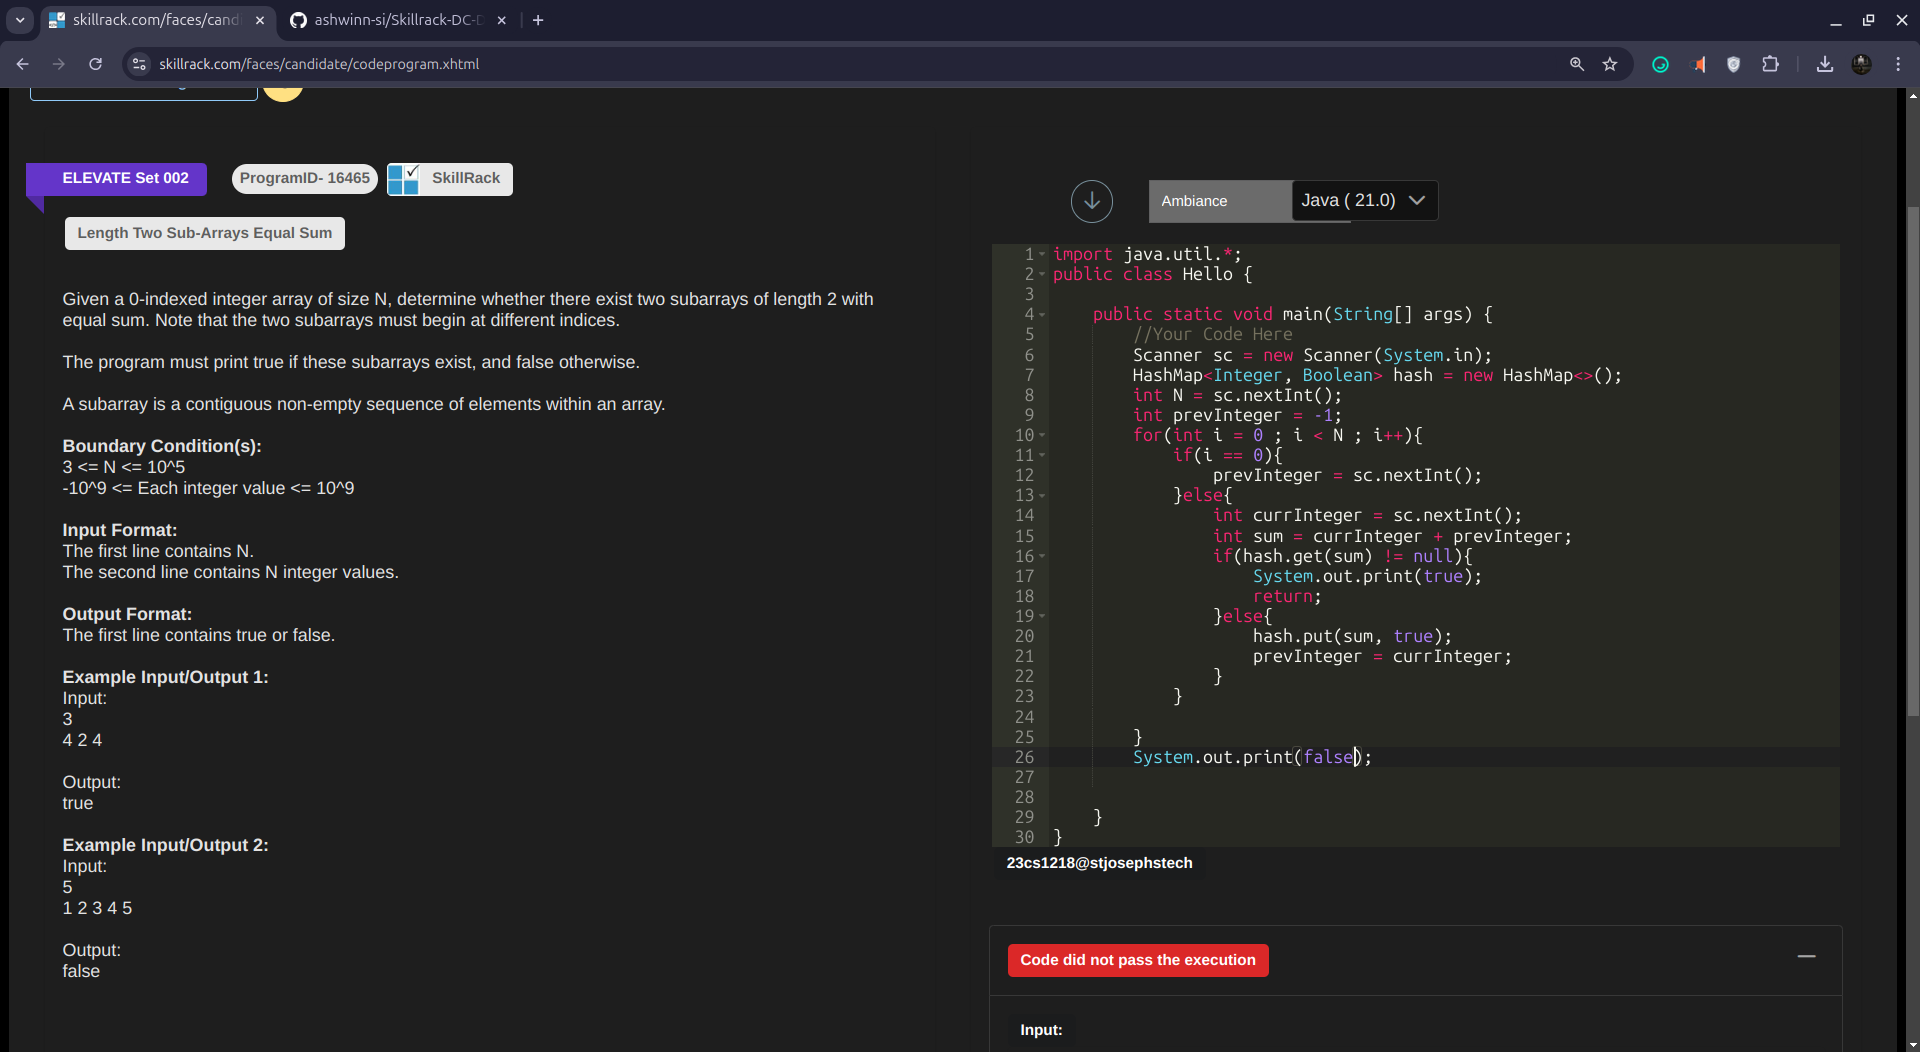 skillrack.com/faces/candi
ashwinn-si/Skillrack-DC-D
skillrack.com/faces/candidate/codeprogram.xhtml
ELEVATE Set 002
ProgramID- 16465
SkillRack
Length Two Sub-Arrays Equal Sum
Given a 0-indexed integer array of size N, determine whether there exist two subarrays of length 2 with
equal sum. Note that the two subarrays must begin at different indices.
The program must print true if these subarrays exist, and false otherwise.
A subarray is a contiguous non-empty sequence of elements within an array.
Boundary Condition(s):
3 <= N <= 10^5
-10^9 <= Each integer value <= 10^9
Input Format:
The first line contains N.
The second line contains N integer values.
Output Format:
The first line contains true or false.
Example Input/Output 1:
Input:
3
4 2 4
Output:
true
Example Input/Output 2:
Input:
5
1 2 3 4 5
Output:
false
Ambiance
Java ( 21.0)
1 import java.util.*;
2 public class Hello {
3
4     public static void main(String[] args) {
5         //Your Code Here
6         Scanner sc = new Scanner(System.in);
7         HashMap<Integer, Boolean> hash = new HashMap<>();
8         int N = sc.nextInt();
9         int prevInteger = -1;
10         for(int i = 0 ; i < N ; i++){
11             if(i == 0){
12                 prevInteger = sc.nextInt();
13             }else{
14                 int currInteger = sc.nextInt();
15                 int sum = currInteger + prevInteger;
16                 if(hash.get(sum) != null){
17                     System.out.print(true);
18                     return;
19                 }else{
20                     hash.put(sum, true);
21                     prevInteger = currInteger;
22                 }
23             }
24
25         }
26         System.out.print(false);
27
28
29     }
30 }
23cs1218@stjosephstech
Code did not pass the execution
Input: